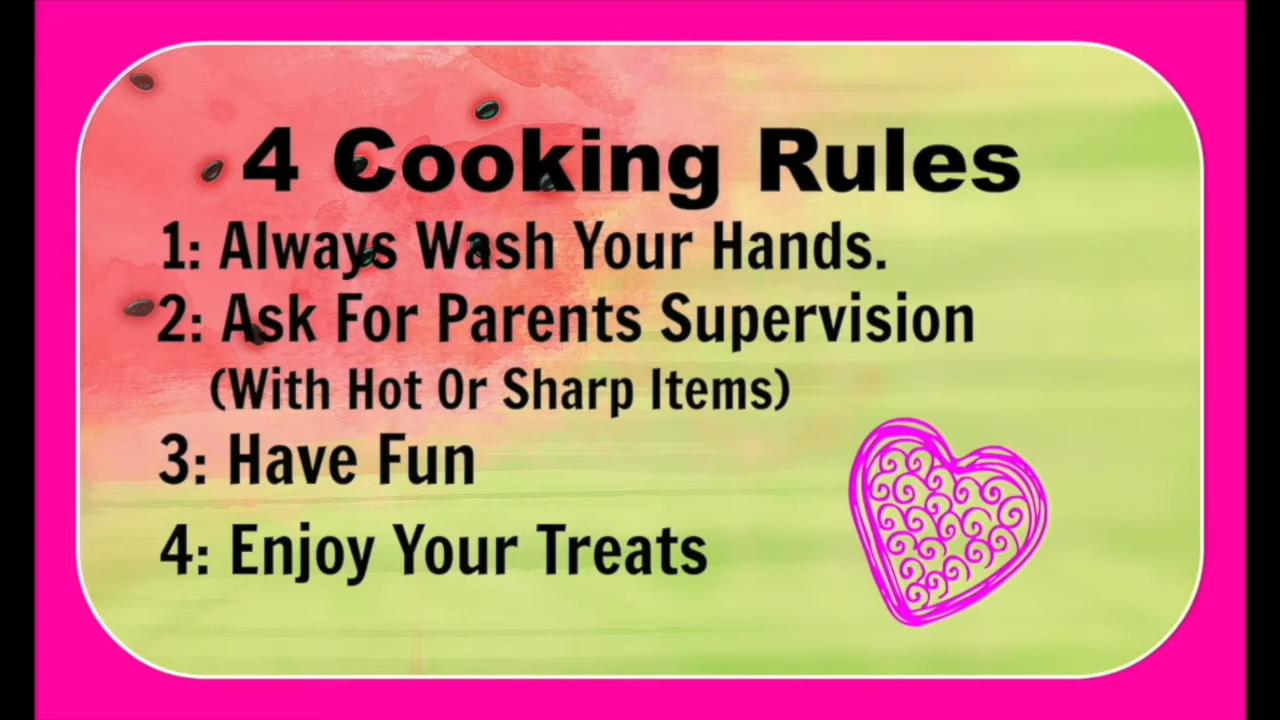 4 Cooking Rules
1: Always Wash Your Hands.
2: Ask For Parents Supervision
(With Hot Or Sharp Items)
3: Have Fun
4: Enjoy Your Treats